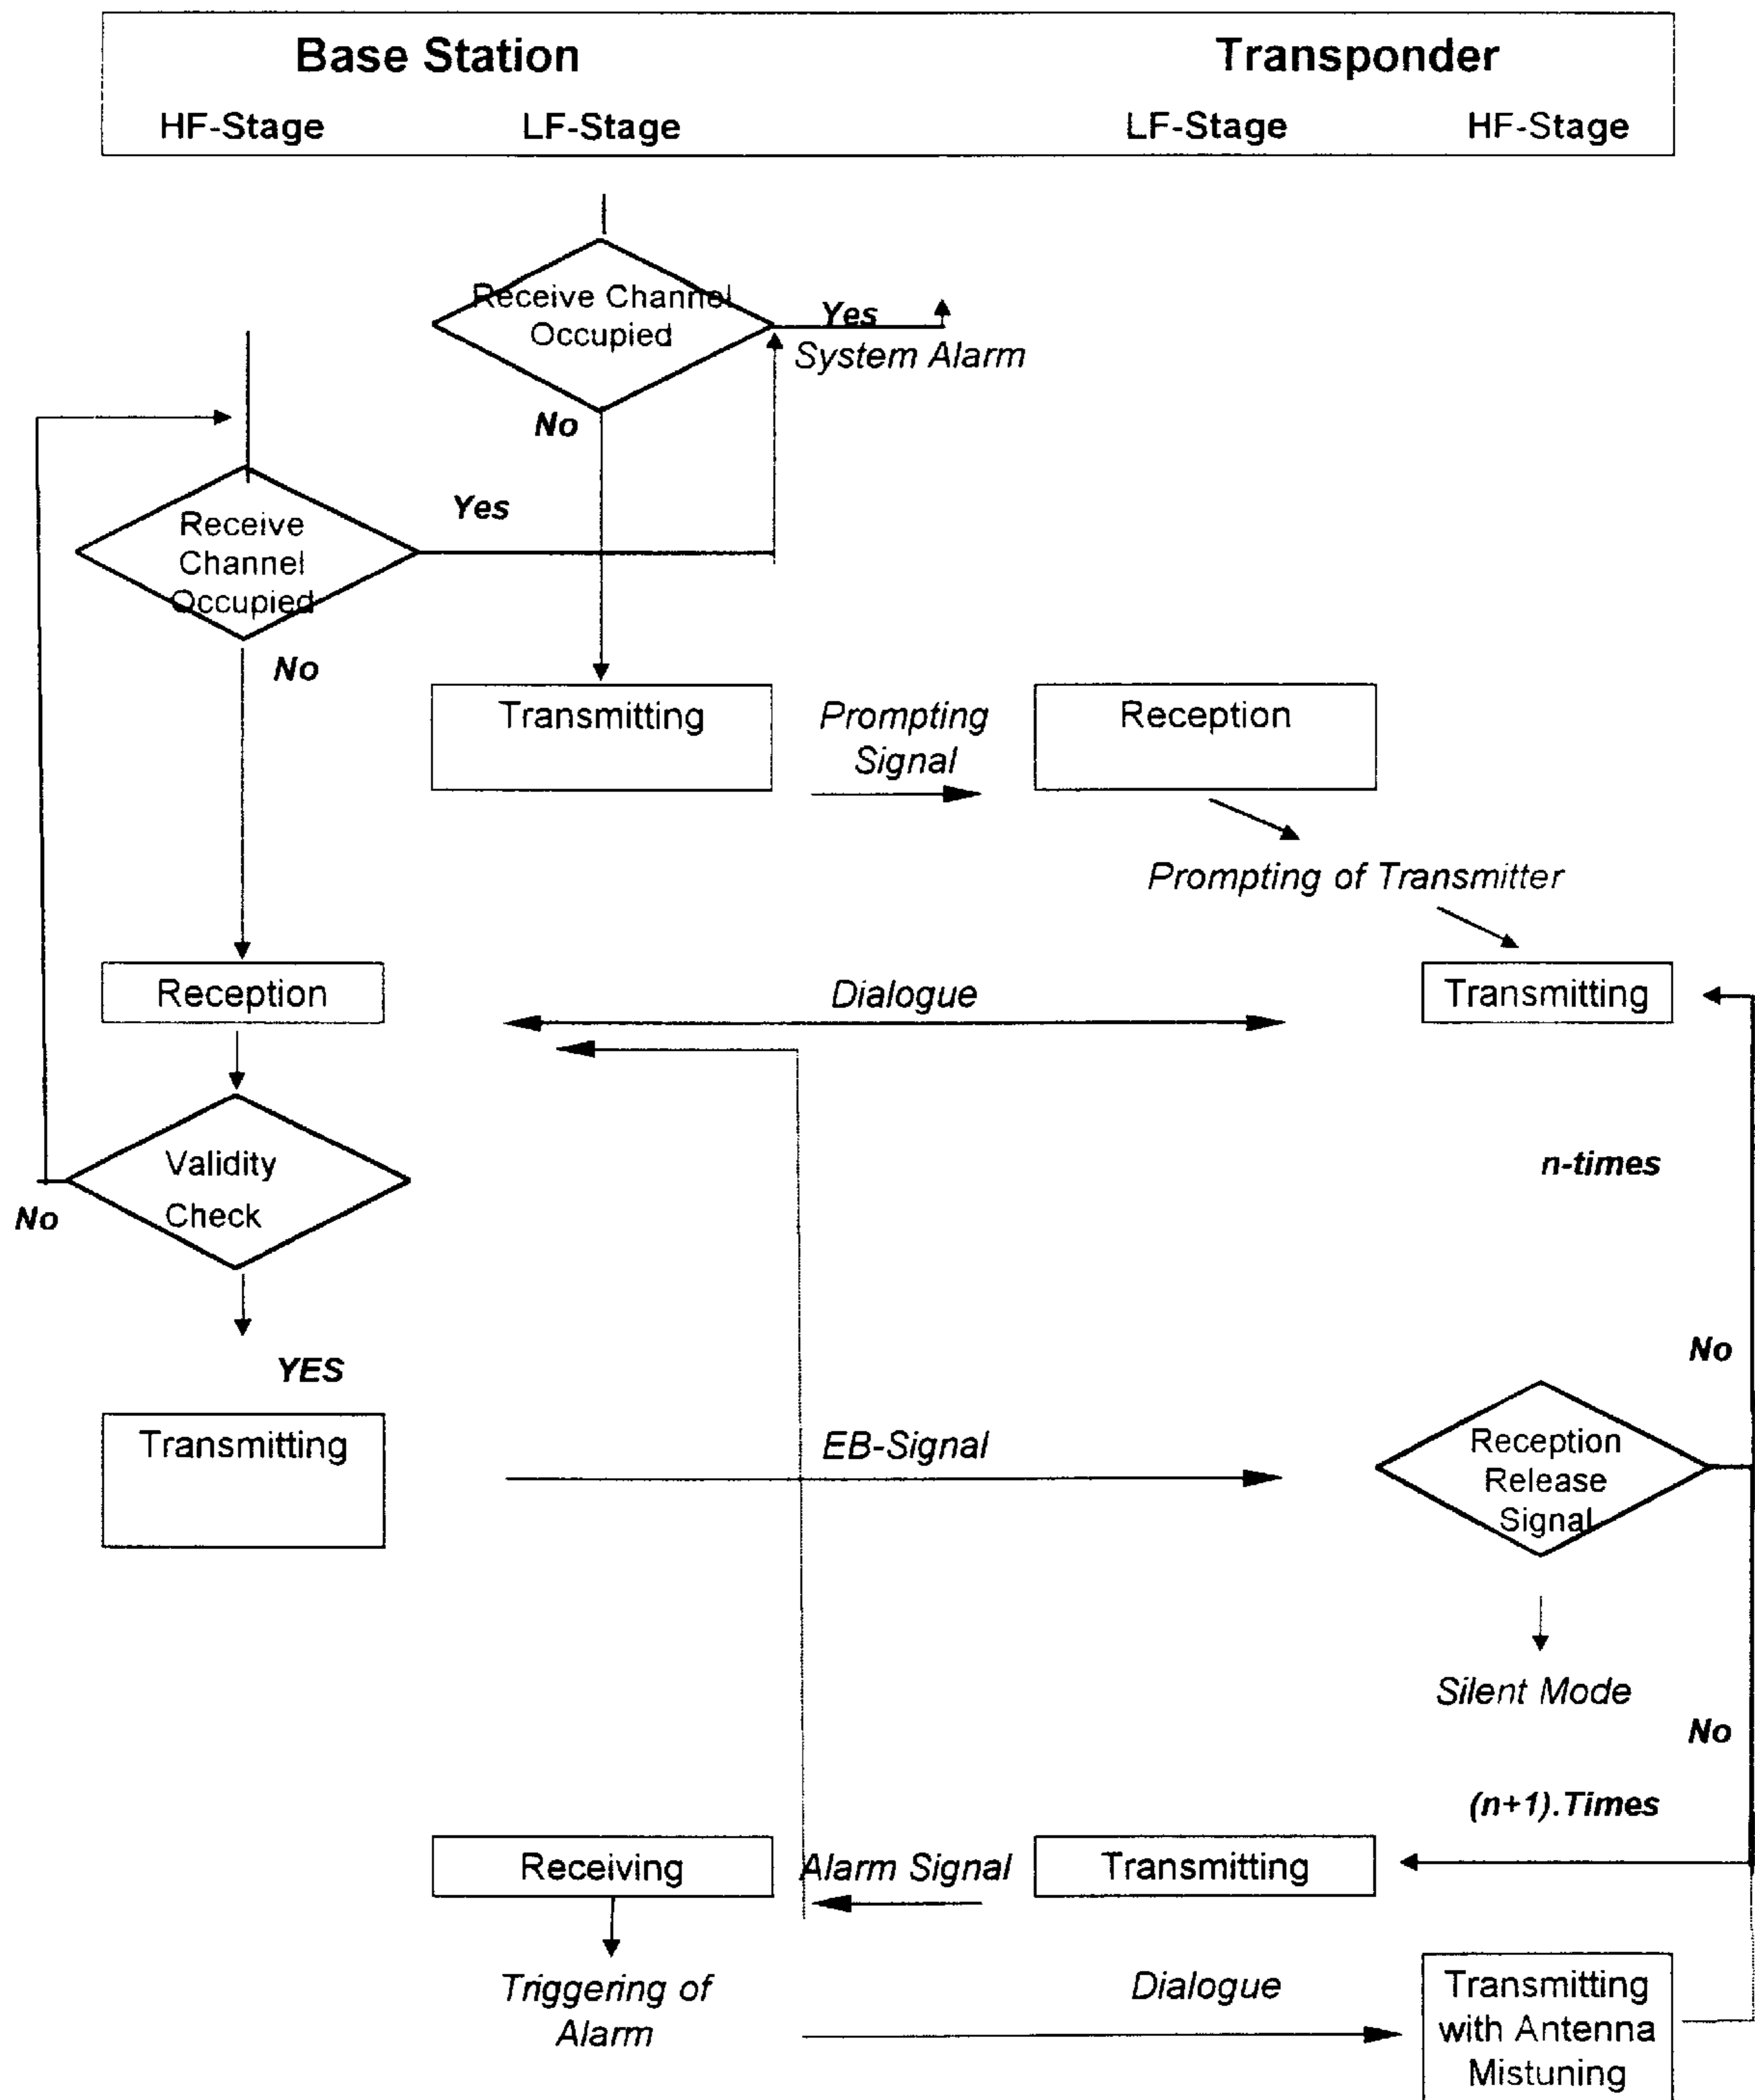 Base Station
Transponder
HF-Stage
LF-Stage
LF-Stage
HF-Stage
Receive Channel
Occupied
Yes
System Alarm
No
Receive
Channel
Occupied
Yes
No
Transmitting
Prompting
Signal
Reception
Prompting of Transmitter
Reception
Dialogue
Transmitting
Validity
Check
No
n-times
YES
No
Transmitting
EB-Signal
Reception
Release
Signal
Silent Mode
No
(n+1).Times
Receiving
Alarm Signal
Transmitting
Triggering of
Alarm
Dialogue
Transmitting
with Antenna
Mistuning